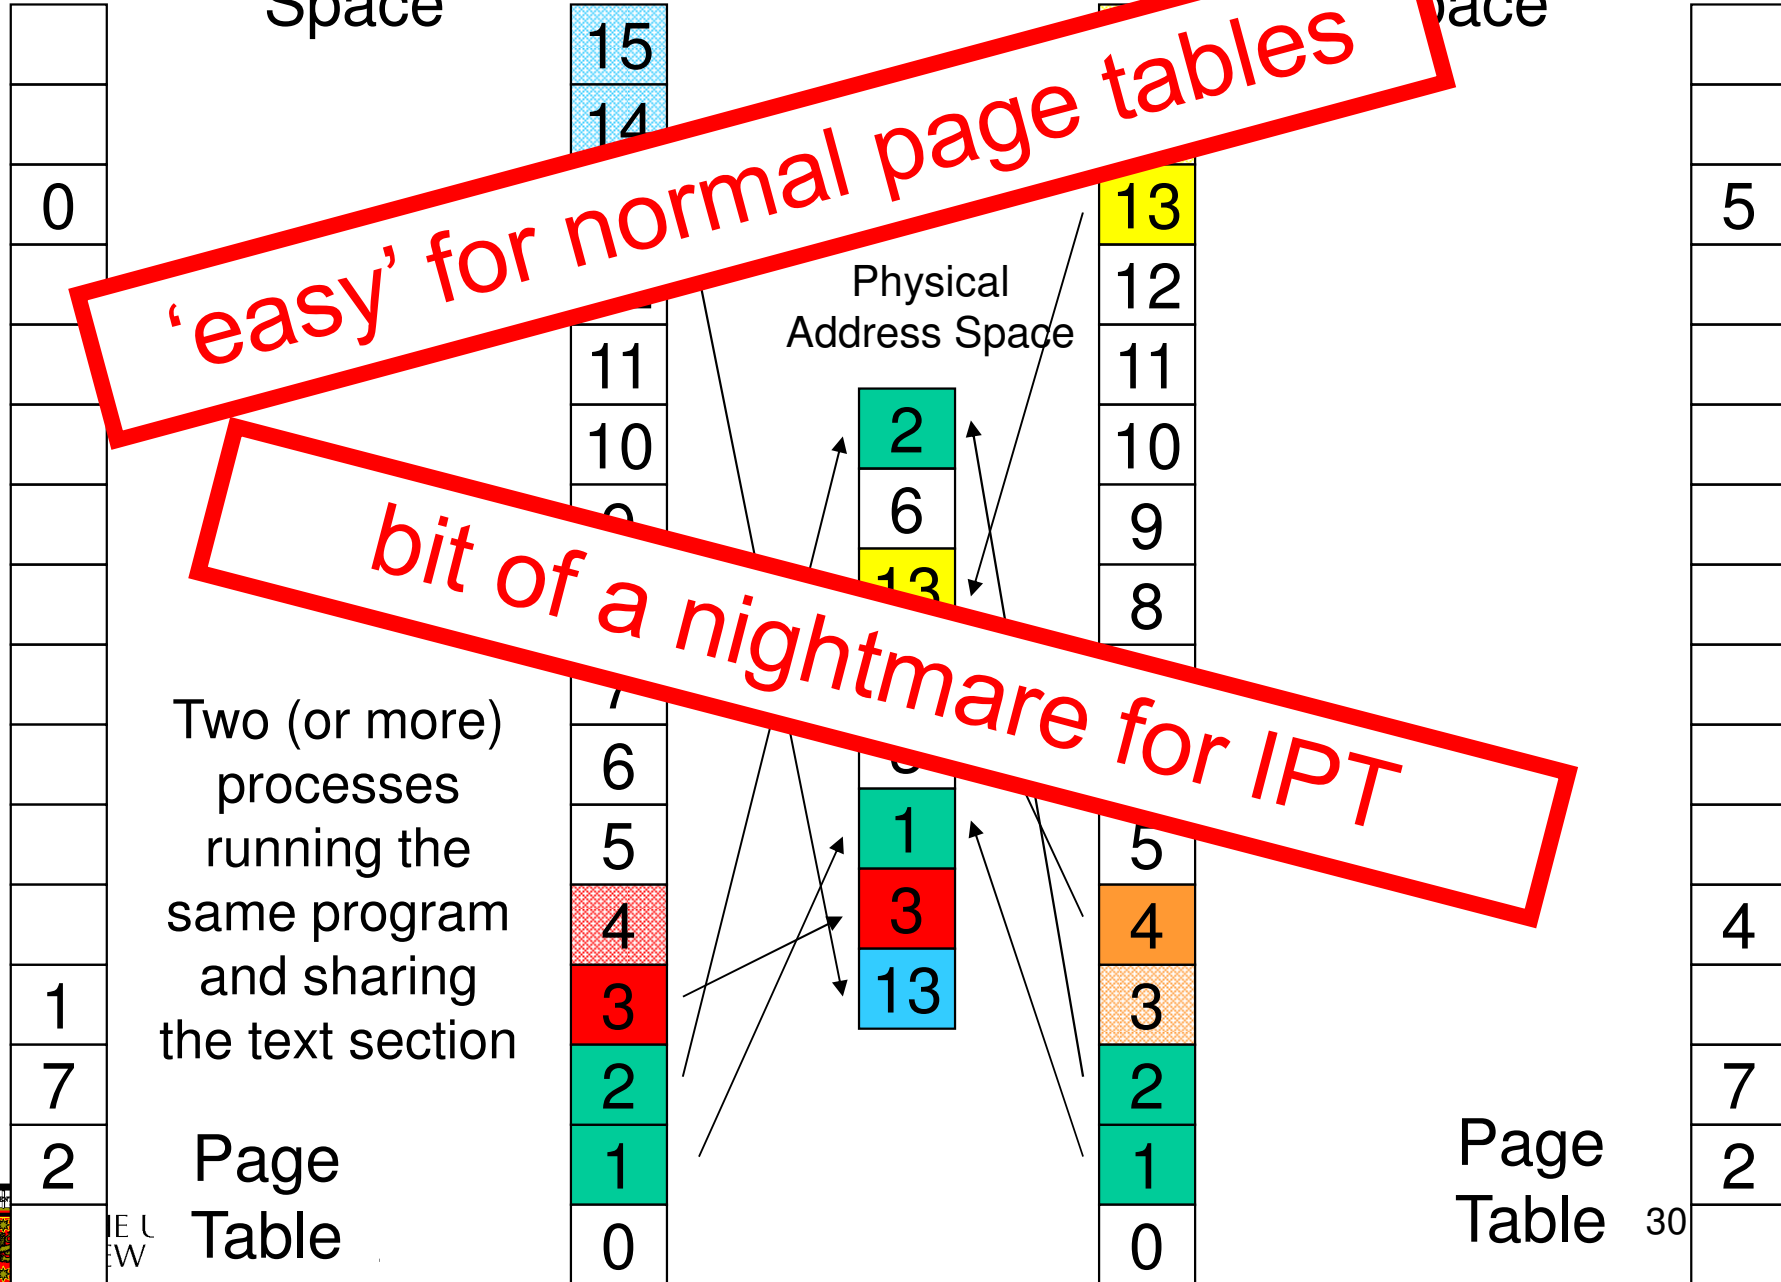 Space
15
14
0
11
10
6
5
4
3
2
1
0
1
7
2
Two (or more)
processes
running the
same program
and sharing
the text section
Page
Table
‘easy’ for normal page tables
bit of a nightmare for IPT
Physical
Address Space
2
6
13
1
3
13
13
12
11
10
9
8
5
4
3
2
1
0
Page
Table
30
5
4
7
2